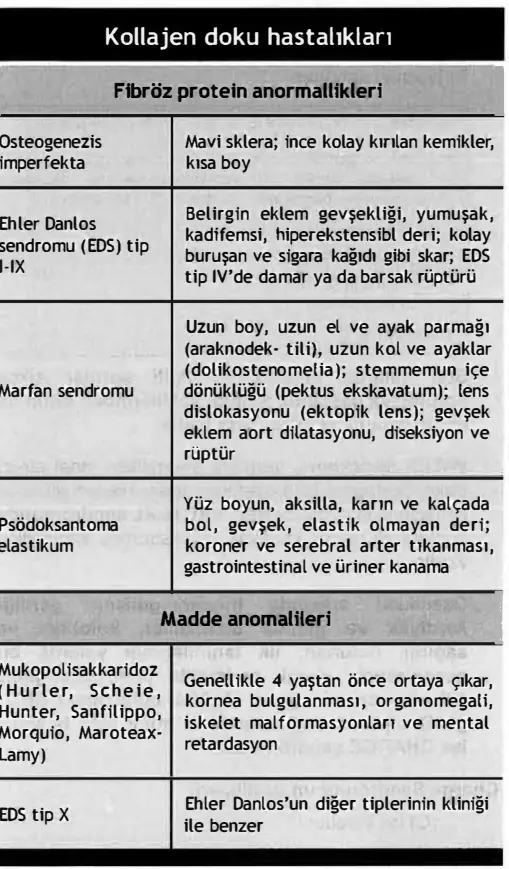 Kollajen doku hastalıkları
Fibröz protein anormallikleri
Osteogenezis
imperfekta
Mavi sklera; ince kolay kırılan kemikler,
kısa boy
Ehler Danlos
sendromu (EDS) tip
I-IX
Belirgin eklem gevşekliği, yumuşak,
kadifemsi, hiperekstensibl deri; kolay
buruşan ve sigara kağıdı gibi skar; EDS
tip IV'de damar ya da barsak rüptürü
Marfan sendromu
Uzun boy, uzun el ve ayak parmağı
(araknodek- tili), uzun kol ve ayaklar
(dolikostenomelia); stemmemun içe
dönüklüğü (pektus ekskavatum); lens
dislokasyonu (ektopik lens); gevşek
eklem aort dilatasyonu, diseksiyon ve
rüptür
Psödoksantoma
elastikum
Yüz boyun, aksilla, karın ve kalçada
bol, gevşek, elastik olmayan deri;
koroner ve serebral arter tıkanması,
gastrointestinal ve üriner kanama
Madde anomalileri
Mukopolisakkaridoz
(Hurler, Scheie,
Hunter, Sanfilippo,
Morquio, Maroteax-
Lamy)
Genellikle 4 yaştan önce ortaya çıkar,
kornea bulgulanması, organomegali,
iskelet malformasyonları ve mental
retardasyon
EDS tip X
Ehler Danlos'un diğer tiplerinin kliniği
ile benzer